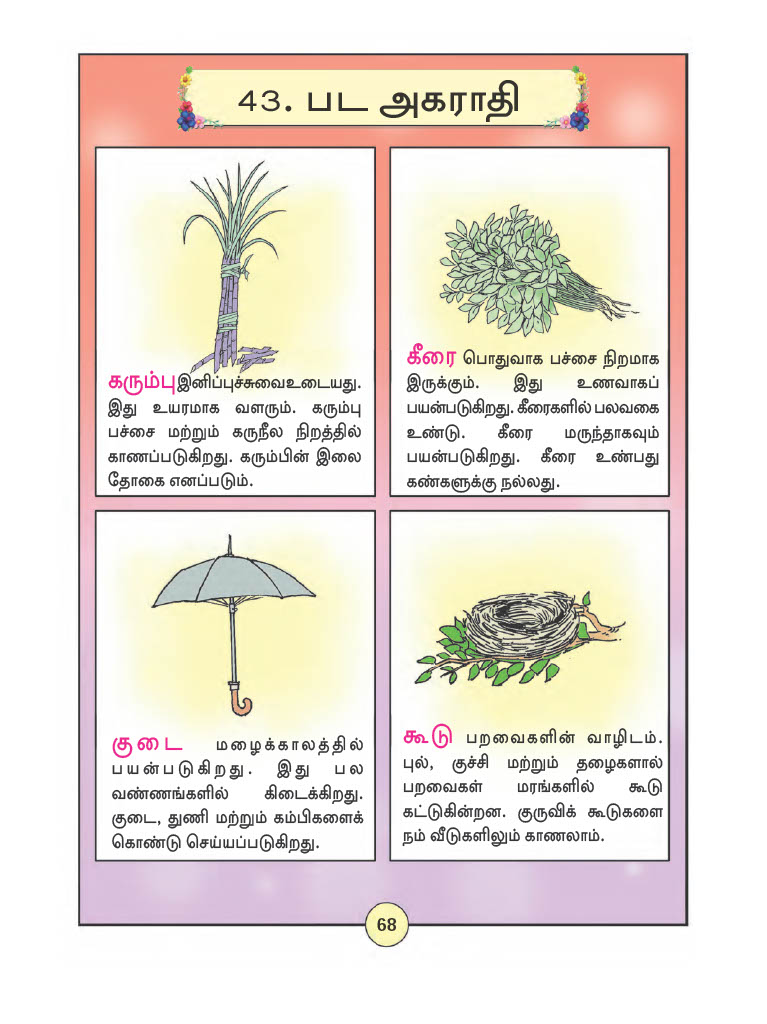 43. பட அகராதி
கரும்பு இனிப்புச்சுவைஉடையது.
இது உயரமாக வளரும். கரும்பு
பச்சை மற்றும் கருநீல நிறத்தில்
காணப்படுகிறது. கரும்பின் இலை
தோகை எனப்படும்.
கீரை பொதுவாக பச்சை நிறமாக
இருக்கும். இது உணவாகப்
பயன்படுகிறது. கீரைகளில் பலவகை
உண்டு. கீரை மருந்தாகவும்
பயன்படுகிறது. கீரை உண்பது
கண்களுக்கு நல்லது.
குடை மழைக்காலத்தில்
பயன்படுகிறது. இது பல
வண்ணங்களில் கிடைக்கிறது.
குடை, துணி மற்றும் கம்பிகளைக்
கொண்டு செய்யப்படுகிறது.
கூடு பறவைகளின் வாழிடம்.
புல், குச்சி மற்றும் தழைகளால்
பறவைகள் மரங்களில் கூடு
கட்டுகின்றன. குருவிக் கூடுகளை
நம் வீடுகளிலும் காணலாம்.
68